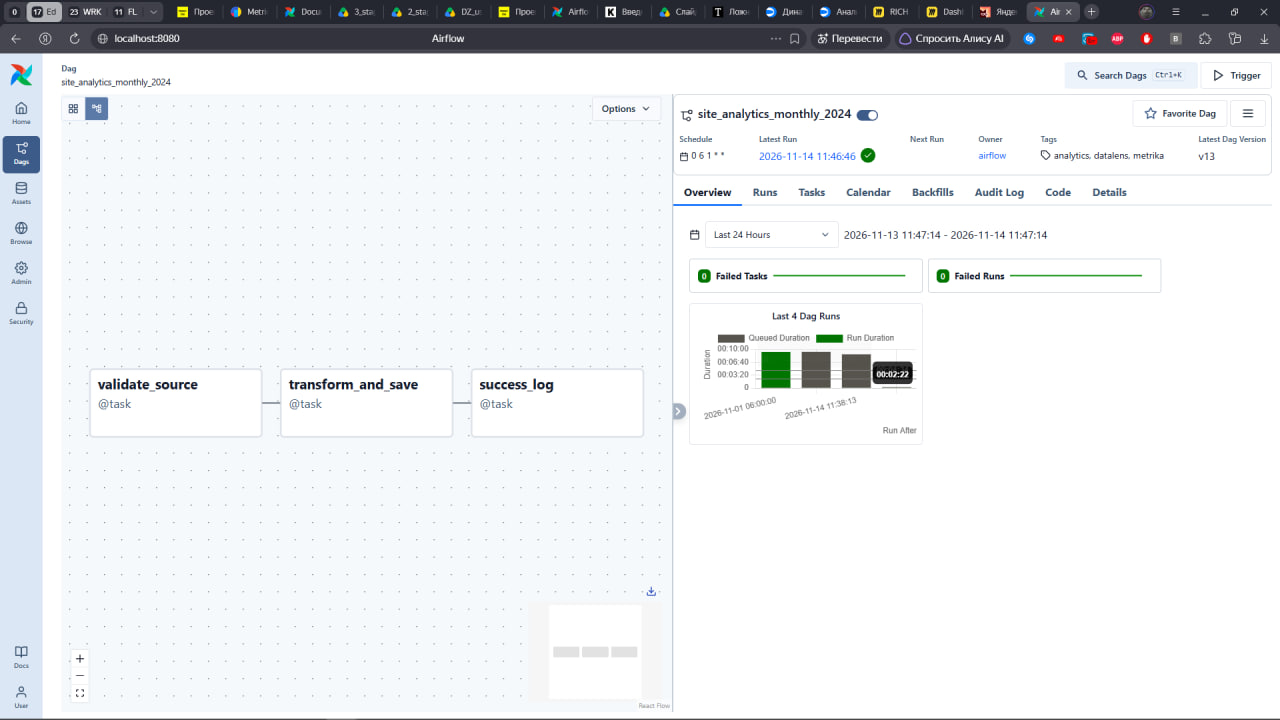 0
17 Ed
23 WRK
11 FL
Прое
Метри
Docu
3_sta
2_sta
DZ_ur
Прое
Airflo
Введ
Слай
Дина
Анал
RICH
Dash
Янде
Air
localhost:8080
Airflow
Перевести
Спросить Алису AI
Dag
site_analytics_monthly_2024
Search Dags
Ctrl+K
Trigger
Home
Dags
Assets
Browse
Admin
Security
Docs
User
Options
validate_source
@task
transform_and_save
@task
success_log
@task
React Flow
site_analytics_monthly_2024
Favorite Dag
Schedule
0 6 1 * *
Latest Run
2026-11-14 11:46:46
Next Run
Owner
airflow
Tags
analytics, datalens, metrika
Latest Dag Version
v13
Overview
Runs
Tasks
Calendar
Backfills
Audit Log
Code
Details
Last 24 Hours
2026-11-13 11:47:14 - 2026-11-14 11:47:14
0 Failed Tasks
0 Failed Runs
Last 4 Dag Runs
Queued Duration
Run Duration
Duration
00:10:00
00:06:40
00:03:20
0
00:02:22
2026-11-01 06:00:00
2026-11-14 11:38:13
Run After